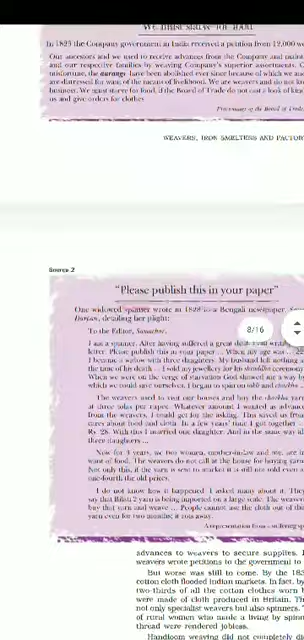 We must starve for food
In 1823 the Company government in India received a petition from 12,000 we
Our ancestors and we used to receive advances from the Company and
and our respective families by weaving Company's superior assortments.
misfortune, the aurangs have been abolished ever since because of which we an
are distressed for want of the means of livelihood. We are weavers and do not
business. We must starve for food, if the Board of Trade do not cast a look of
us and give orders for clothes
Proceedings of the Board of Trade
WEAVERS, IRON SMELTERS AND FACTOR
Source 2
"Please publish this in your paper"
One widowed spinner wrote in 1828 to a Bengali newspaper,
detailing her plight:
To the Editor, Samachar,
8/16
I am a spinner. After having suffered a great deal
letter. Please publish this in your paper ... When my age was ... 22
I became a widow with three daughters. My husband left nothing a
the time of his death ... I sold my jewellery for his shraddha ceremony
When we were on the verge of starvation God showed me a way by
which we could save ourselves. I began to spin on takli and charkha ...
The weavers used to visit our houses and buy the charkha
at three tolas per rupee. Whatever amount I wanted as advance
from the weavers, I could get for the asking. This saved us from
cares about food and cloth. In a few years' time I got together ...
Rs. 28. With this I married one daughter. And in the same way all
three daughters ...
Now for 3 years, we two women, mother-in-law and me, are in
want of food. The weavers do not call at the house for buying yarn
Not only this, if the yarn is sent to market it is still not sold even a
one-fourth the old prices.
I do not know how it happened. I asked many about it. They
say that Bilati 2 yarn is being imported on a large scale. The weavers
buy that yarn and weave ... People cannot use the cloth out of this
yarn even for two months; it rots away.
A representation from a suffering sp
advances to weavers to secure supplies.
weavers wrote petitions to the government to
But worse was still to come. By the 183
cotton cloth flooded Indian markets. In fact, by
two-thirds of all the cotton clothes worn
were made of cloth produced in Britain. Th
not only specialist weavers but also spinners.
of rural women who made a living by spin
thread were rendered jobless.
Handloom weaving did not completely di